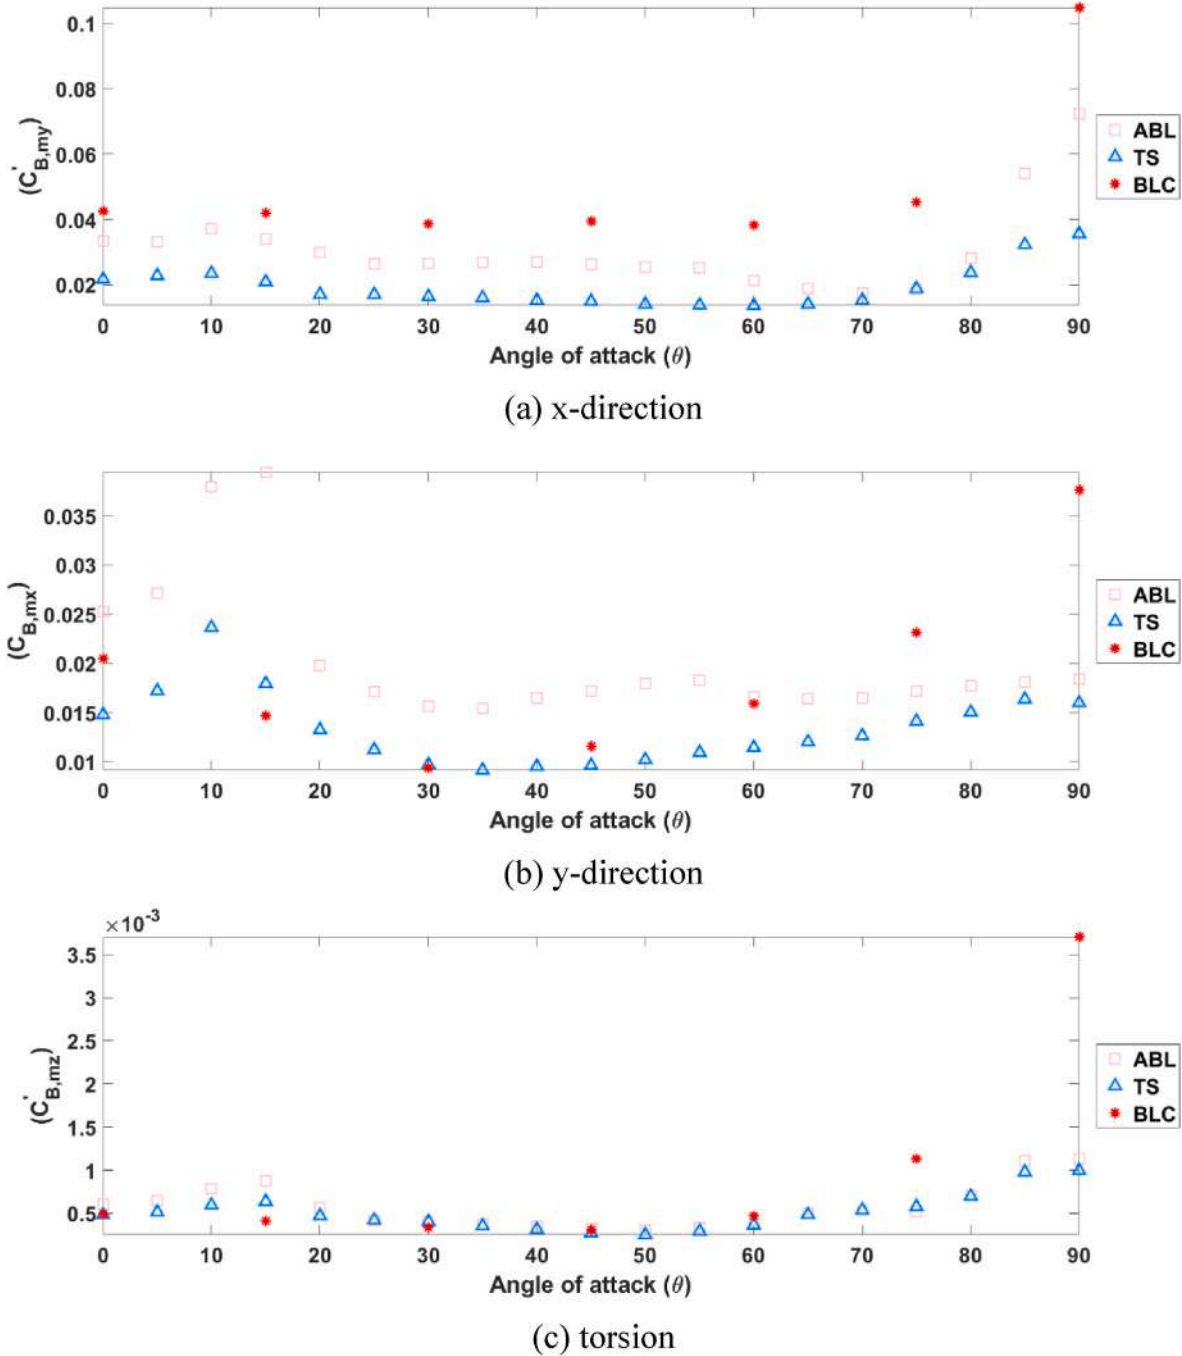 0.1
0.08
0.06
0.04
0.02
(C'B,my)
0 10 20 30 40 50 60 70 80 90
Angle of attack (θ)
ABL
TS
BLC
(a) x-direction
0.035
0.03
0.025
0.02
0.015
0.01
(C'B,mx)
0 10 20 30 40 50 60 70 80 90
Angle of attack (θ)
ABL
TS
BLC
(b) y-direction
×10-3
3.5
3
2.5
2
1.5
1
0.5
(C'B,mz)
0 10 20 30 40 50 60 70 80 90
Angle of attack (θ)
ABL
TS
BLC
(c) torsion